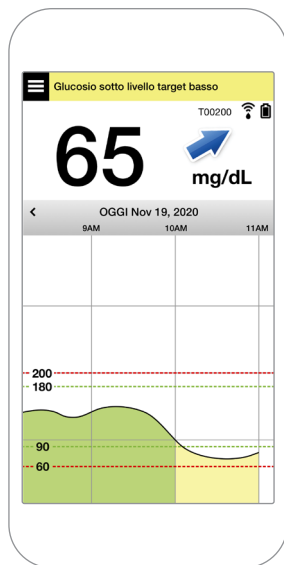 Glucosio sotto livello target basso
T00200
65
mg/dL
< OGGI Nov 19, 2020
9AM 10AM 11AM
200
180
90
60